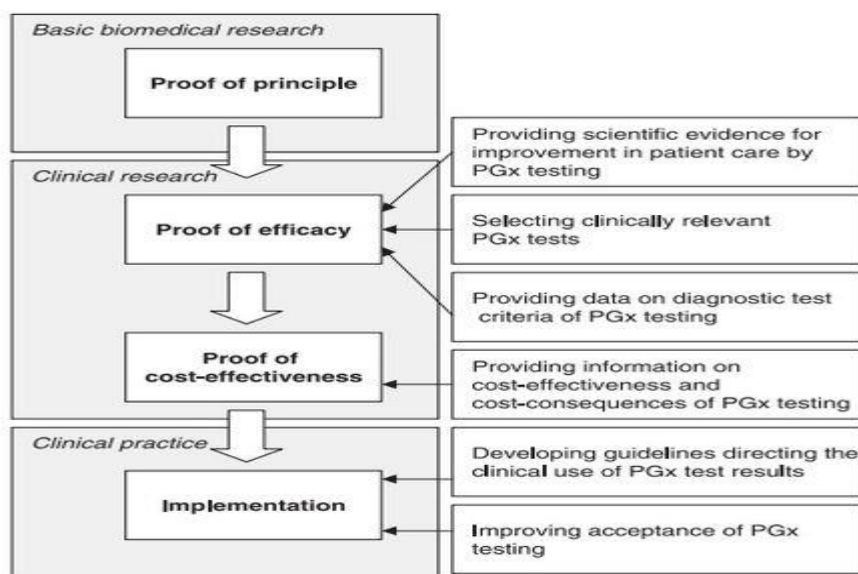 Basic biomedical research
Proof of principle
Clinical research
Proof of efficacy
Proof of
cost-effectiveness
Clinical practice
Implementation
Providing scientific evidence for
improvement in patient care by
PGx testing
Selecting clinically relevant
PGx tests
Providing data on diagnostic test
criteria of PGx testing
Providing information on
cost-effectiveness and
cost-consequences of PGx testing
Developing guidelines directing the
clinical use of PGx test results
Improving acceptance of PGx
testing